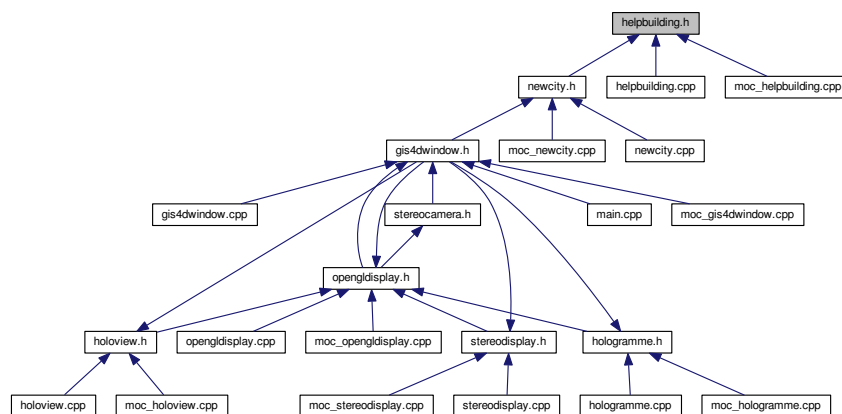 helpbuilding.h
newcity.h
helpbuilding.cpp
moc_helpbuilding.cpp
gis4dwindow.h
moc_newcity.cpp
newcity.cpp
gis4dwindow.cpp
stereocamera.h
main.cpp
moc_gis4dwindow.cpp
opengldisplay.h
holoview.h
opengldisplay.cpp
moc_opengldisplay.cpp
stereodisplay.h
hologramme.h
holoview.cpp
moc_holoview.cpp
moc_stereodisplay.cpp
stereodisplay.cpp
hologramme.cpp
moc_hologramme.cpp